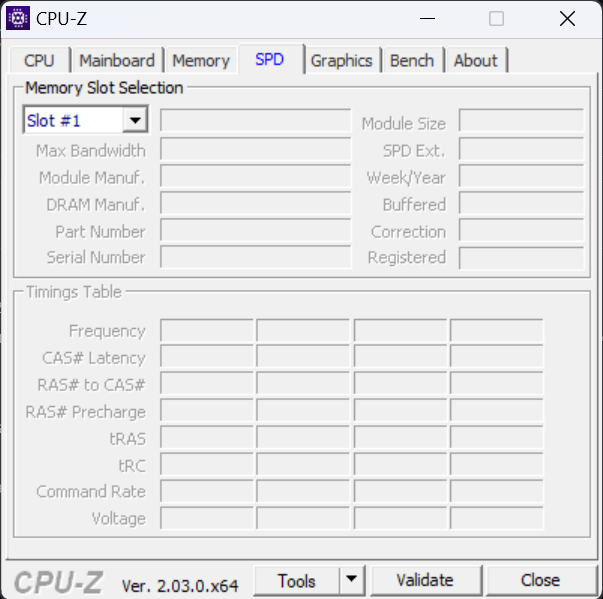 CPU-Z
CPU Mainboard Memory SPD Graphics Bench About
Memory Slot Selection
Slot #1 Module Size
Max Bandwidth SPD Ext.
Module Manuf. Week/Year
DRAM Manuf. Buffered
Part Number Correction
Serial Number Registered
Timings Table
Frequency
CAS# Latency
RAS# to CAS#
RAS# Precharge
tRAS
tRC
Command Rate
Voltage
CPU-Z Ver. 2.03.0.x64 Tools Validate Close